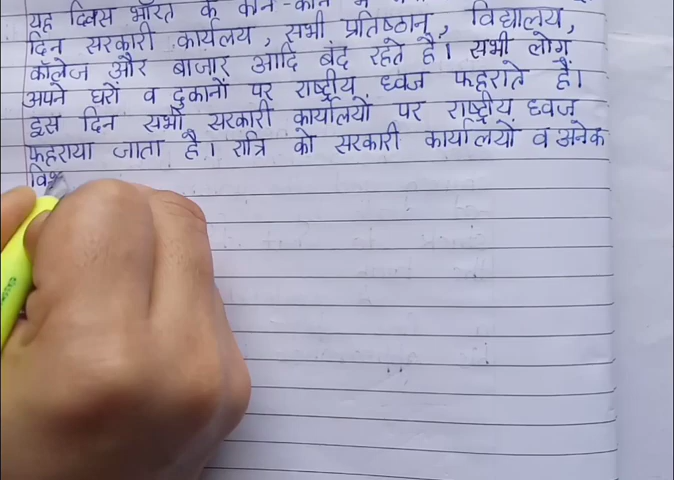 यह दिवस भारत के कोने-कोने में
दिन सरकारी कार्यलय, सभी प्रतिष्ठान, विद्यालय,
कॉलेज और बाजार आदि बंद रहते है। सभी लोग
अपने घरों व दुकानों पर राष्ट्रीय ध्वज फहराते हैं।
इस दिन सभी सरकारी कार्यालयों पर राष्ट्रीय ध्वज
फहराया जाता है। रात्रि को सरकारी कार्यालयों व अनेक